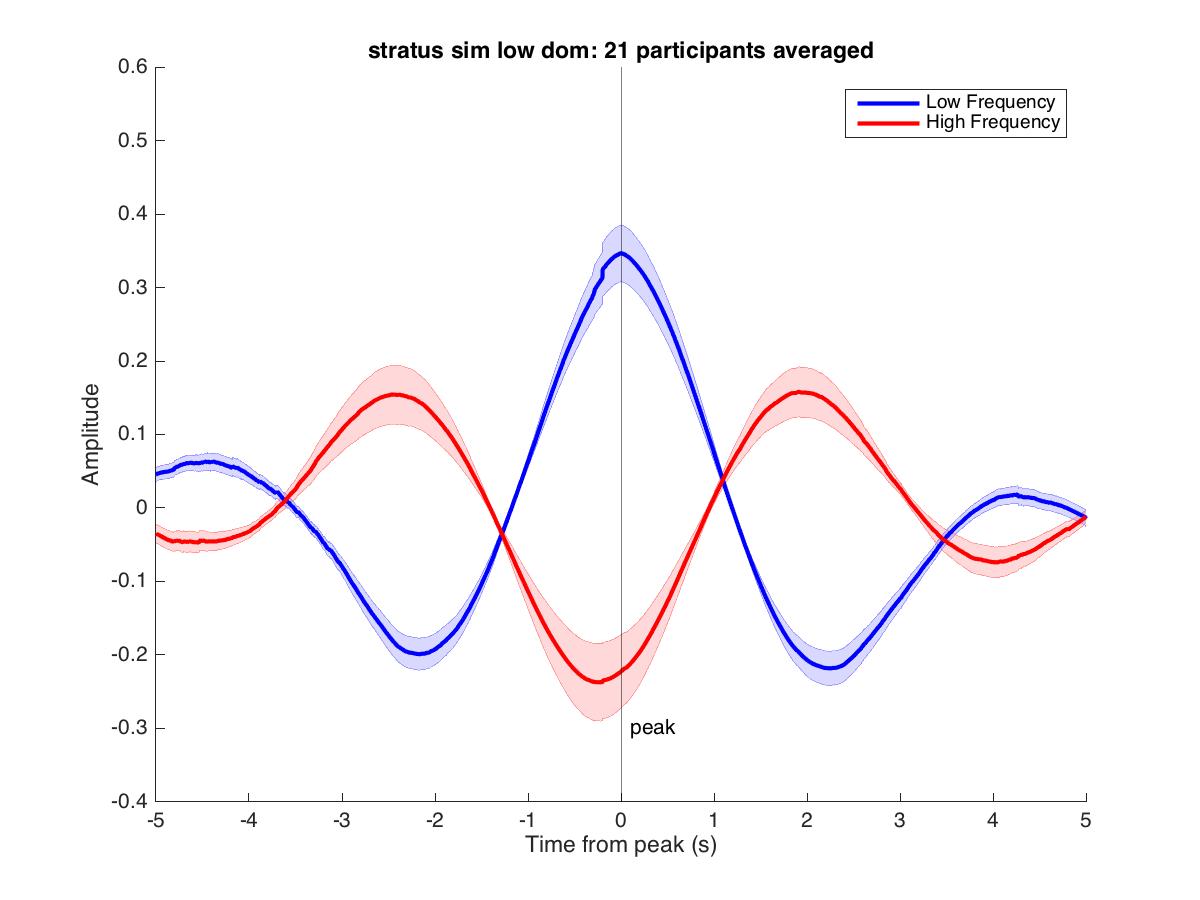 stratus sim low dom: 21 participants averaged
Low Frequency
High Frequency
0.6
0.5
0.4
0.3
0.2
0.1
0
-0.1
-0.2
-0.3
-0.4
Amplitude
peak
-5 -4 -3 -2 -1 0 1 2 3 4 5
Time from peak (s)